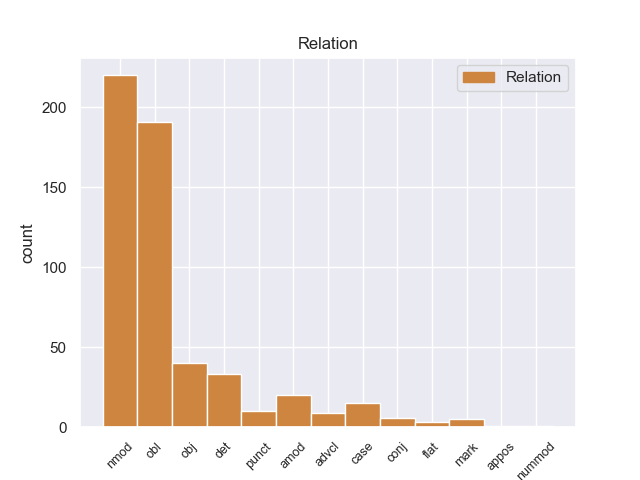 Relation
Relation
200
150
100
50
0
count
nmod obl obj det punct amod advcl case conj flat mark appos nummod